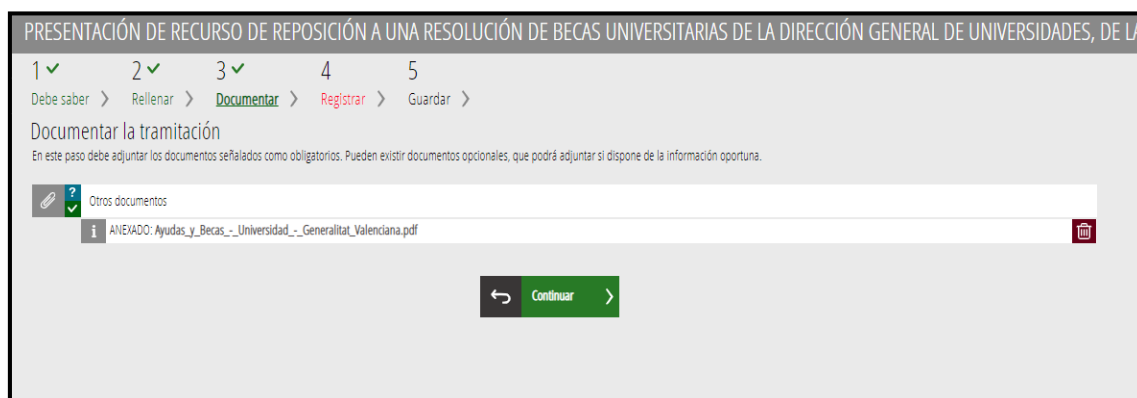 PRESENTACIÓN DE RECURSO DE REPOSICIÓN A UNA RESOLUCIÓN DE BECAS UNIVERSITARIAS DE LA DIRECCIÓN GENERAL DE UNIVERSIDADES, DE LA
1 2 3 4 5
Debe saber > Rellenar > Documentar > Registrar > Guardar >
Documentar la tramitación
En este paso debe adjuntar los documentos señalados como obligatorios. Pueden existir documentos opcionales, que podrá adjuntar si dispone de la información oportuna.
? Otros documentos
i ANEXADO: Ayudas_y_Becas_-_Universidad_-_Generalitat_Valenciana.pdf
Continuar >